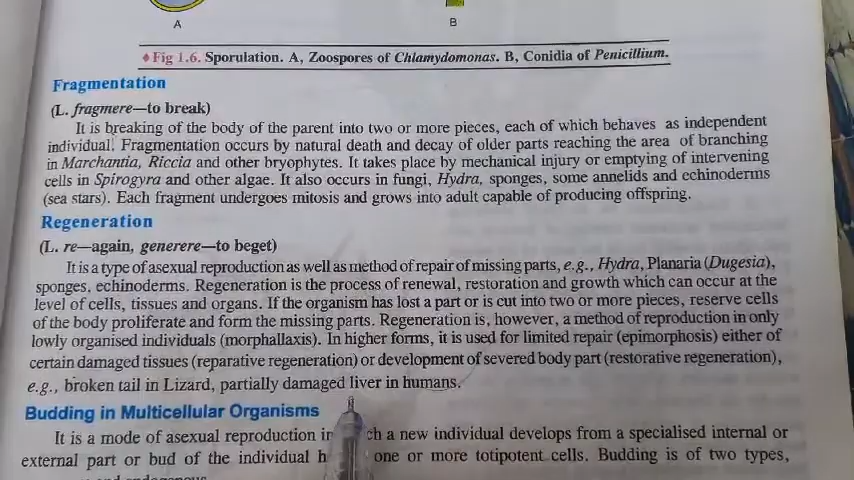 A
B
♦Fig 1.6. Sporulation. A, Zoospores of Chlamydomonas. B, Conidia of Penicillium.
Fragmentation
(L. fragmere—to break)
It is breaking of the body of the parent into two or more pieces, each of which behaves as independent
individual. Fragmentation occurs by natural death and decay of older parts reaching the area of branching
in Marchantia, Riccia and other bryophytes. It takes place by mechanical injury or emptying of intervening
cells in Spirogyra and other algae. It also occurs in fungi, Hydra, sponges, some annelids and echinoderms
(sea stars). Each fragment undergoes mitosis and grows into adult capable of producing offspring.
Regeneration
(L. re—again, generere—to beget)
It is a type of asexual reproduction as well as method of repair of missing parts, e.g., Hydra, Planaria (Dugesia),
sponges, echinoderms. Regeneration is the process of renewal, restoration and growth which can occur at the
level of cells, tissues and organs. If the organism has lost a part or is cut into two or more pieces, reserve cells
of the body proliferate and form the missing parts. Regeneration is, however, a method of reproduction in only
lowly organised individuals (morphallaxis). In higher forms, it is used for limited repair (epimorphosis) either of
certain damaged tissues (reparative regeneration) or development of severed body part (restorative regeneration),
e.g., broken tail in Lizard, partially damaged liver in humans.
Budding in Multicellular Organisms
It is a mode of asexual reproduction in ch a new individual develops from a specialised internal or
external part or bud of the individual h one or more totipotent cells. Budding is of two types,